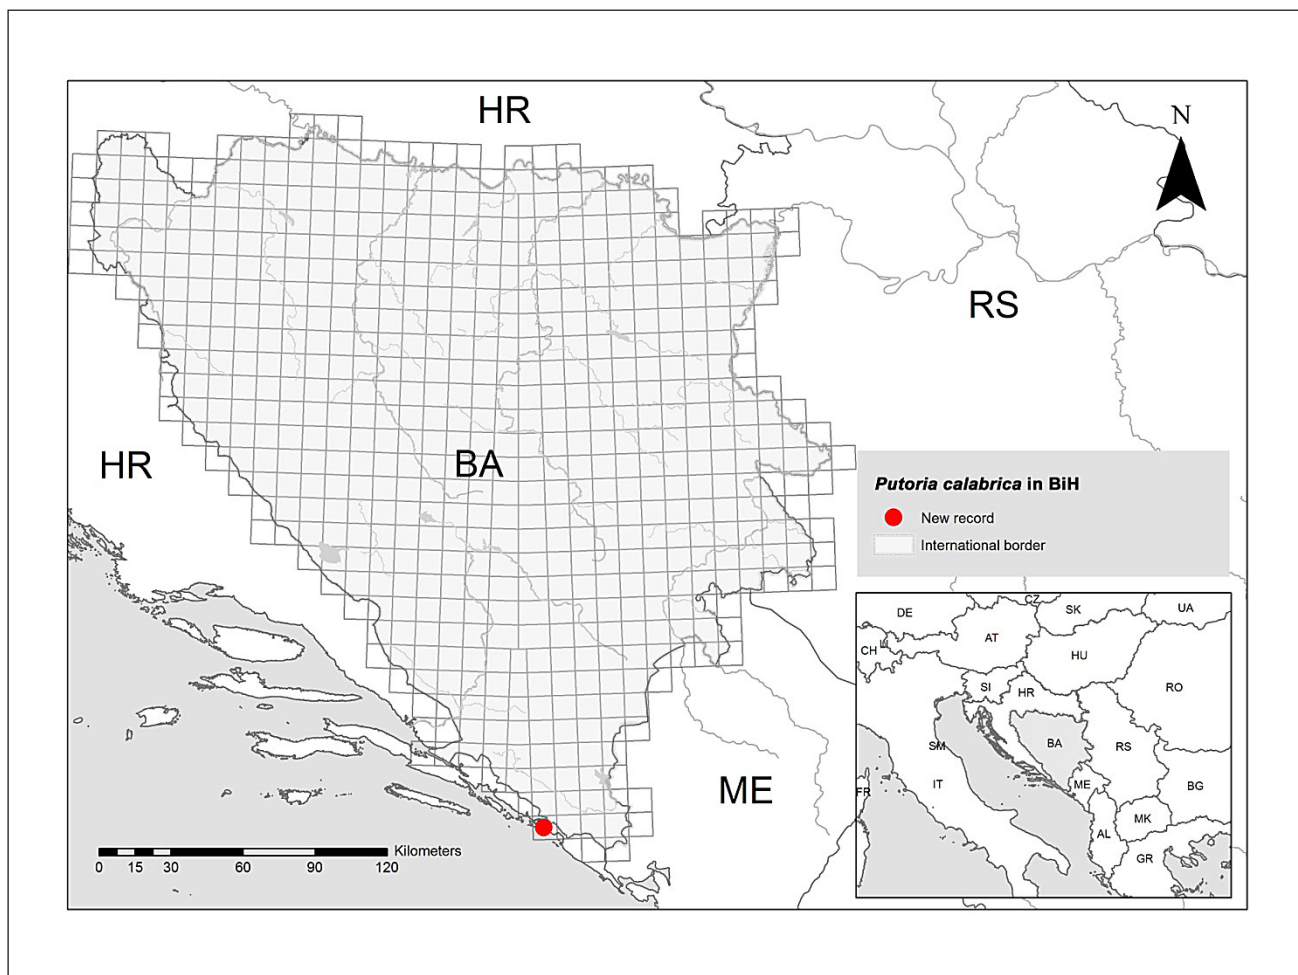 HR
N
RS
HR
BA
Putoria calabrica in BiH
New record
International border
ME
Kilometers
0 15 30 60 90 120
DE
CZ
SK
UA
AT
CH
LI
HU
RO
SI
HR
SM
BA
RS
IT
ME
BG
FR
MK
AL
GR